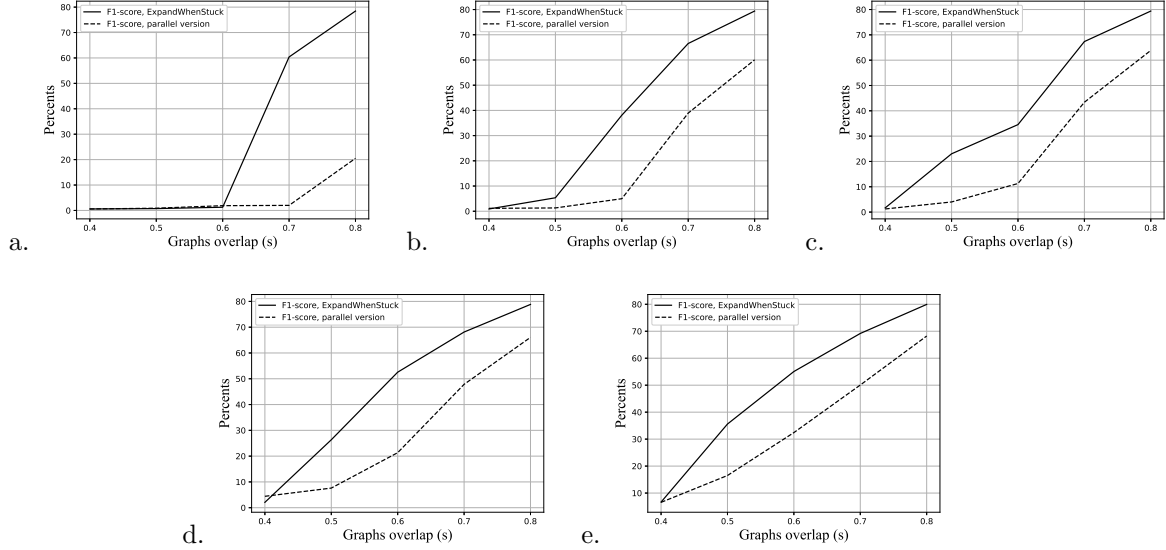 F1-score, ExpandWhenStuck
F1-score, parallel version
80
70
60
50
40
30
20
10
0
Percents
0.4 0.5 0.6 0.7 0.8
Graphs overlap (s)
a.
F1-score, ExpandWhenStuck
F1-score, parallel version
80
70
60
50
40
30
20
10
0
Percents
0.4 0.5 0.6 0.7 0.8
Graphs overlap (s)
b.
F1-score, ExpandWhenStuck
F1-score, parallel version
80
70
60
50
40
30
20
10
0
Percents
0.4 0.5 0.6 0.7 0.8
Graphs overlap (s)
c.
F1-score, ExpandWhenStuck
F1-score, parallel version
80
70
60
50
40
30
20
10
0
Percents
0.4 0.5 0.6 0.7 0.8
Graphs overlap (s)
d.
F1-score, ExpandWhenStuck
F1-score, parallel version
80
70
60
50
40
30
20
10
Percents
0.4 0.5 0.6 0.7 0.8
Graphs overlap (s)
e.